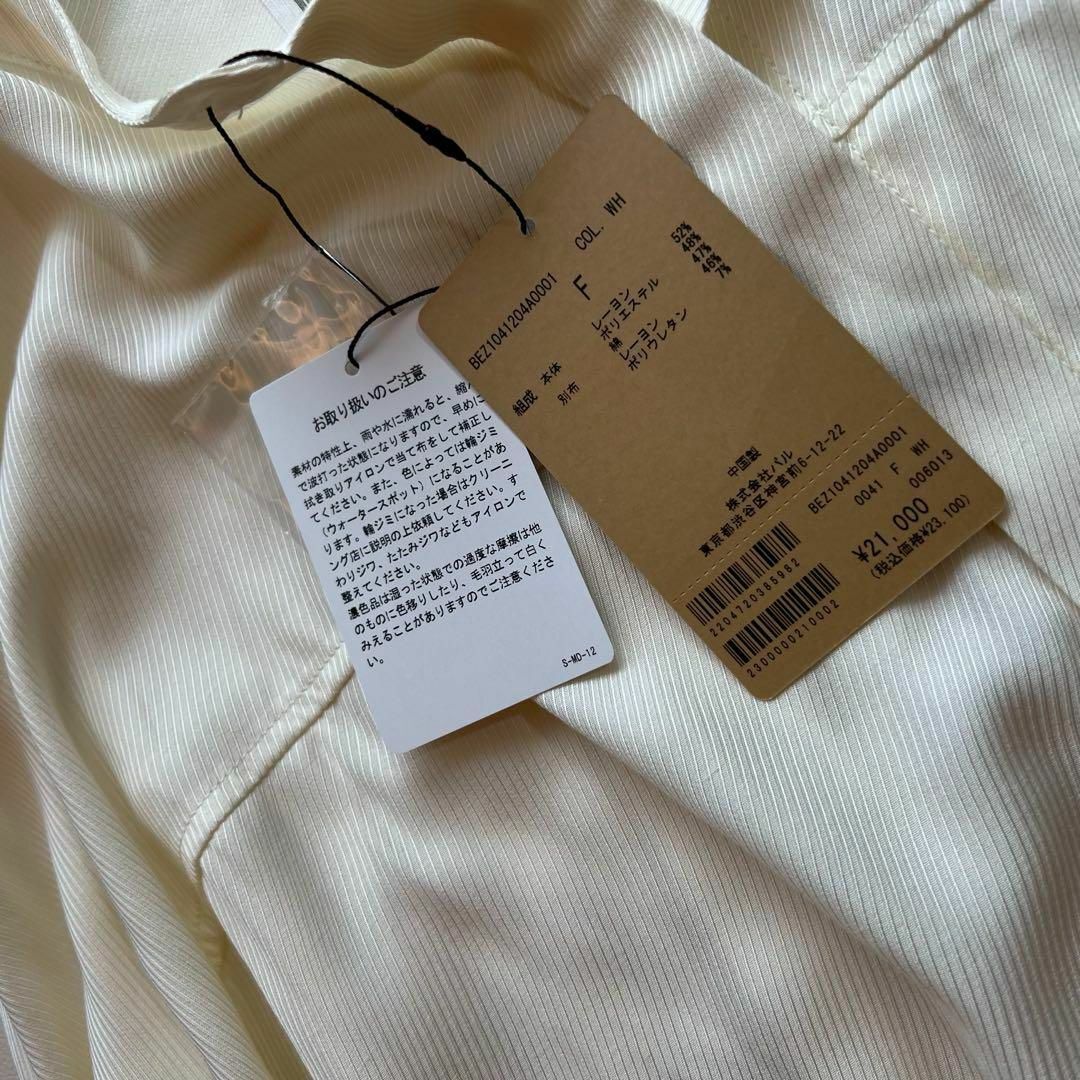 お取り扱いのご注意
素材の特性上、雨や水に濡れると、縮ん
で波打った状態になりますので、早めに
拭き取りアイロンで当て布をして補正し
てください。また、色によっては輪ジミ
(ウォータースポット)になることがあ
ります。輪ジミになった場合はクリーニ
ング店に説明の上依頼してください。す
わりジワ、たたみジワなどもアイロンで
整えてください。
濃色品は湿った状態での過度な摩擦は他
のものに色移りしたり、毛羽立って白く
みえることがありますのでご注意くださ
い。
S-MD-12
BEZ1041204A0001
COL. WH
F
組成 本体 レーヨン 52%
ポリエステル 48%
別布 綿 47%
レーヨン 46%
ポリウレタン 7%
中国製
株式会社パル
東京都渋谷区神宮前6-12-22
BEZ1041204A0001
0041 F WH
006013
2204720385962
¥21,000
(税込価格¥23,100)
2300000210002